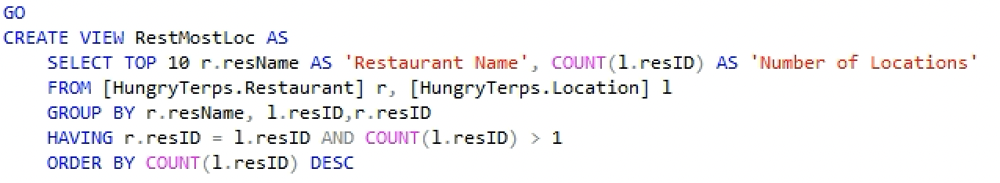 GO
CREATE VIEW RestMostLoc AS
SELECT TOP 10 r.resName AS 'Restaurant Name', COUNT(l.resID) AS 'Number of Locations'
FROM [HungryTerps.Restaurant] r, [HungryTerps.Location] l
GROUP BY r.resName, l.resID,r.resID
HAVING r.resID = l.resID AND COUNT(l.resID) > 1
ORDER BY COUNT(l.resID) DESC